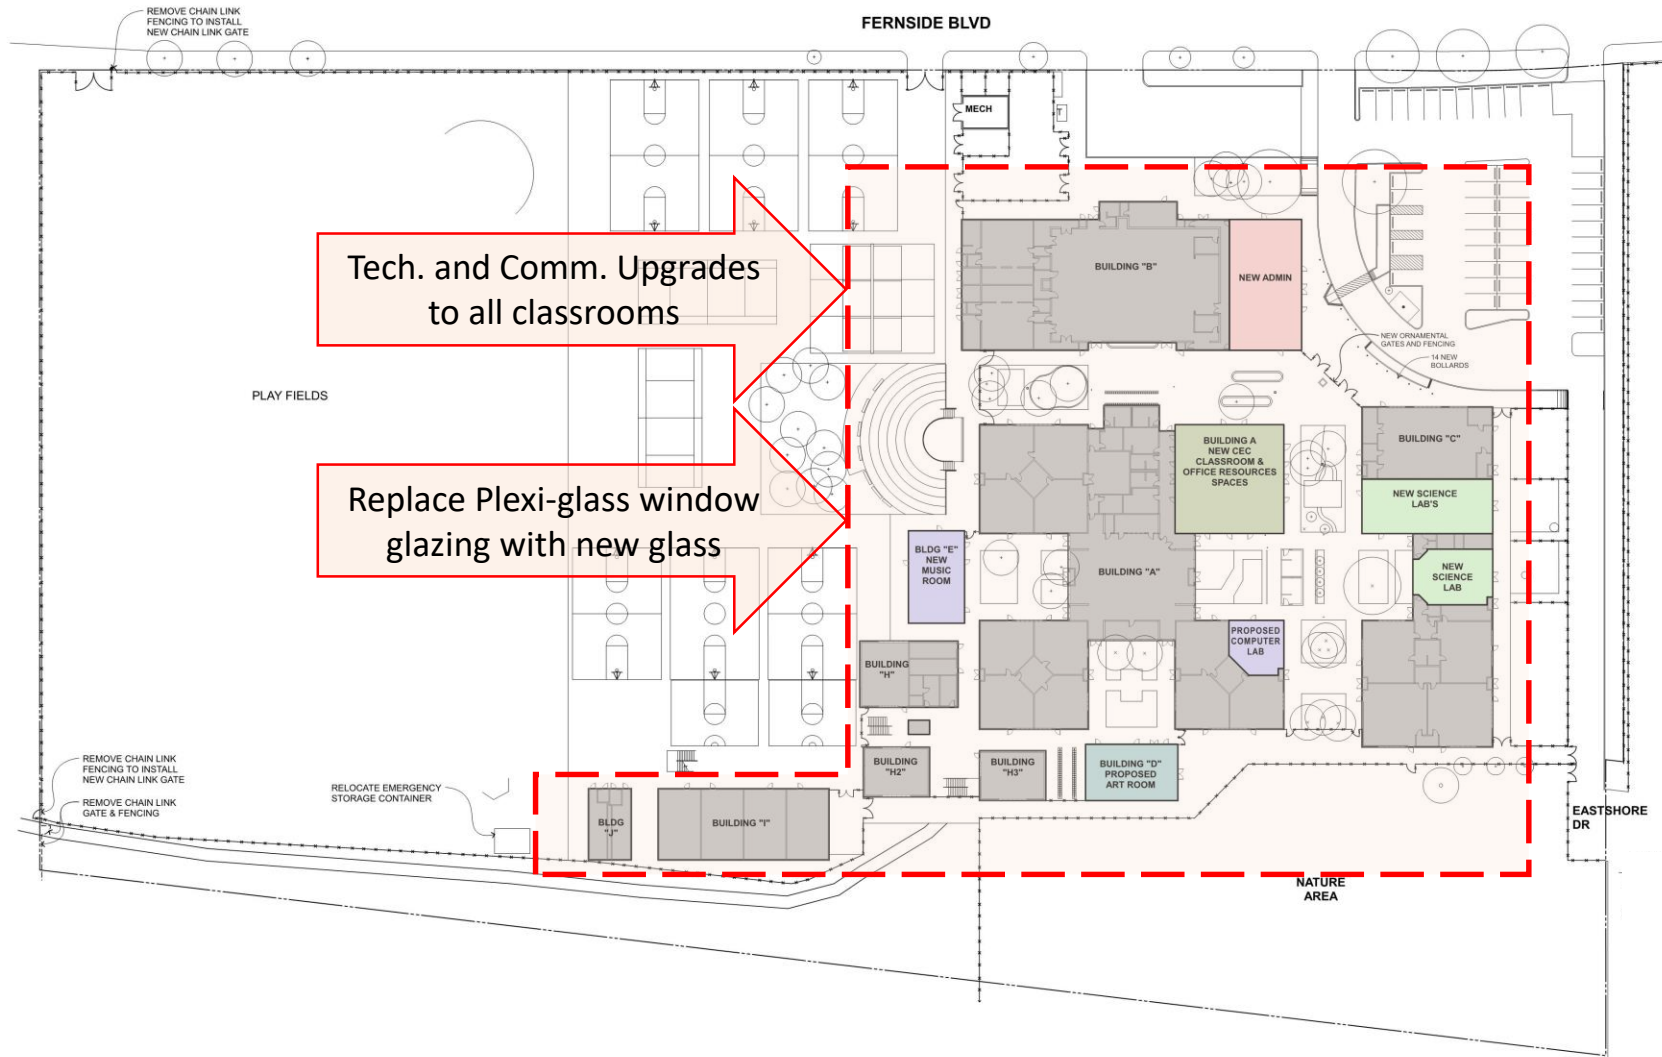 REMOVE CHAIN LINK
FENCING TO INSTALL
NEW CHAIN LINK GATE
FERNSIDE BLVD
MECH
Tech. and Comm. Upgrades
to all classrooms
BUILDING "B"
NEW ADMIN
NEW ORNAMENTAL
GATES AND FENCING
14 NEW
BOLLARDS
PLAY FIELDS
BUILDING A
NEW CEC
CLASSROOM &
OFFICE RESOURCES
SPACES
BUILDING "C"
NEW SCIENCE
LAB'S
Replace Plexi-glass window
glazing with new glass
BLDG "E"
NEW
MUSIC
ROOM
BUILDING "A"
NEW
SCIENCE
LAB
PROPOSED
COMPUTER
LAB
BUILDING
"H"
REMOVE CHAIN LINK
FENCING TO INSTALL
NEW CHAIN LINK GATE
REMOVE CHAIN LINK
GATE & FENCING
RELOCATE EMERGENCY
STORAGE CONTAINER
BUILDING
"H2"
BUILDING
"H3"
BUILDING "D"
PROPOSED
ART ROOM
BLDG
"J"
BUILDING "I"
EASTSHORE
DR
NATURE
AREA